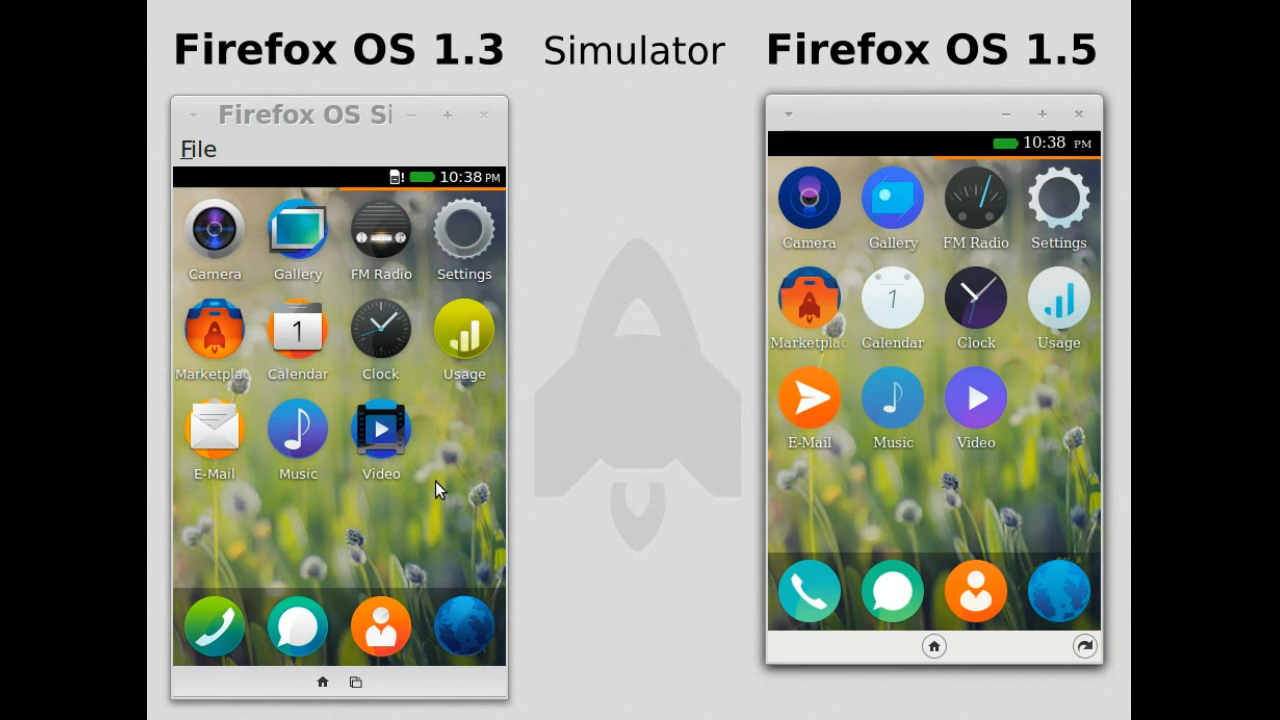 Firefox OS 1.3 Simulator Firefox OS 1.5
Firefox OS Si
File
10:38 PM
Camera Gallery FM Radio Settings
1
Marketplac Calendar Clock Usage
E-Mail Music Video
10:38 PM
Camera Gallery FM Radio Settings
1
Marketplac Calendar Clock Usage
E-Mail Music Video